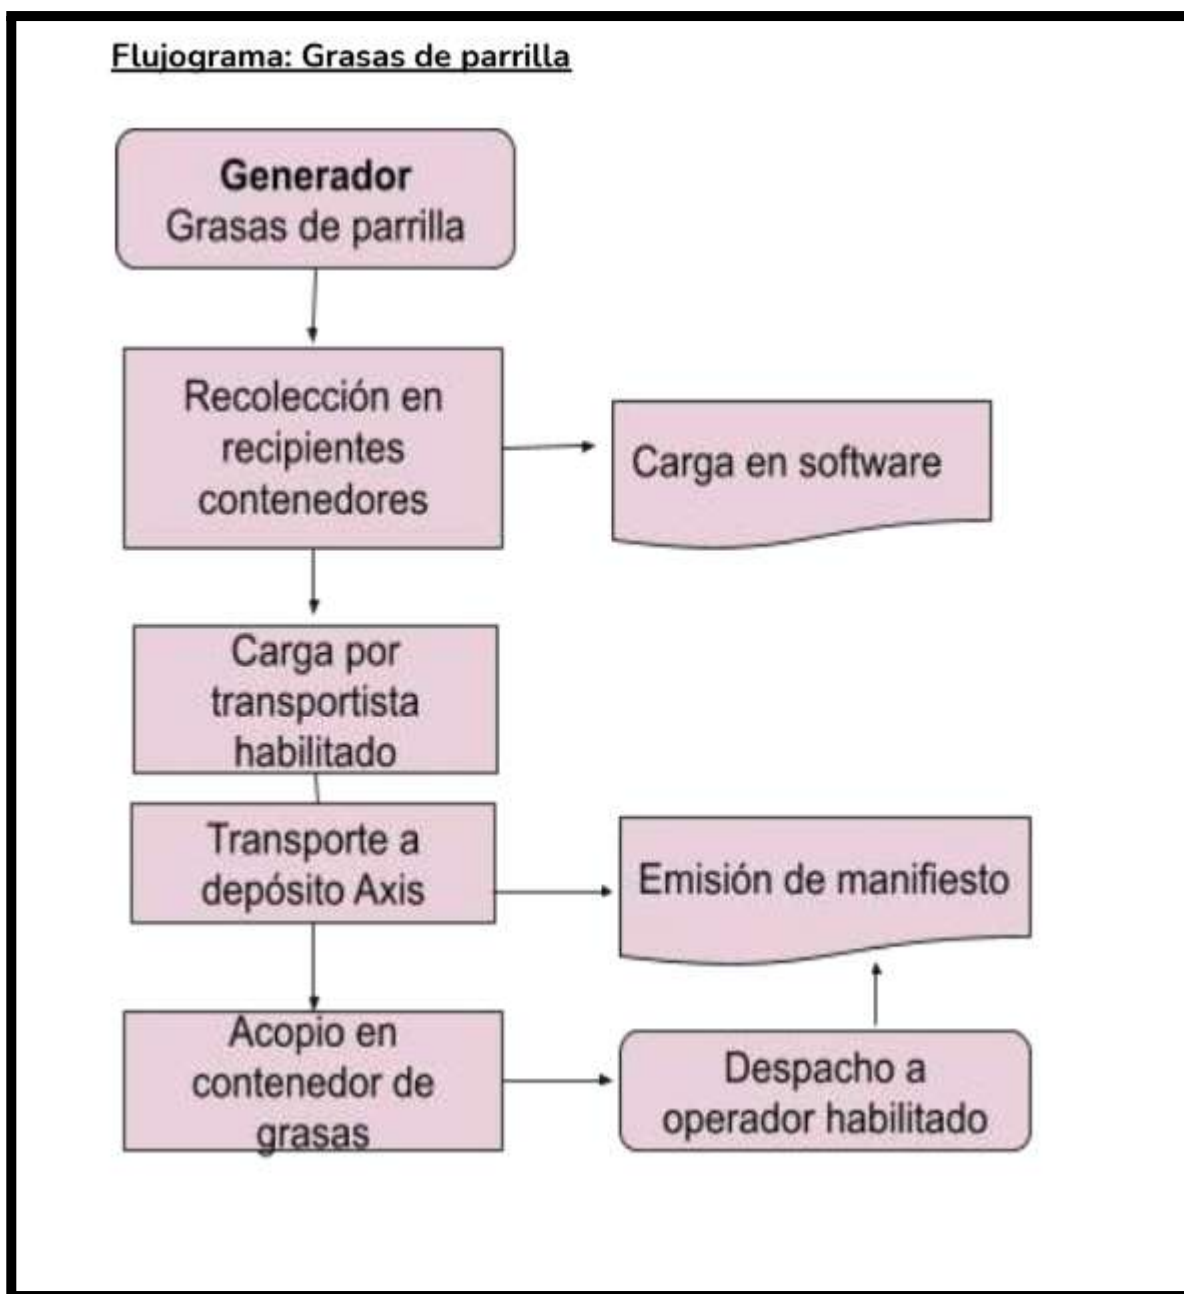 Flujograma: Grasas de parrilla
Generador
Grasas de parrilla
Recolección en
recipientes
contenedores
Carga en software
Carga por
transportista
habilitado
Transporte a
depósito Axis
Emisión de manifiesto
Acopio en
contenedor de
grasas
Despacho a
operador habilitado